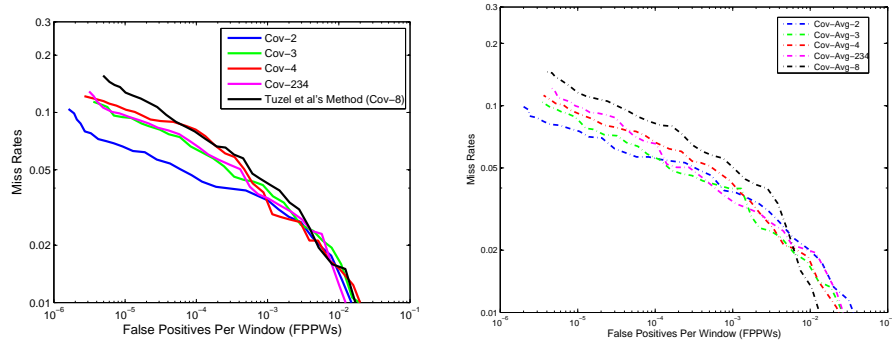 0.3
0.2
0.1
0.05
0.02
0.01
Miss Rates
10⁻⁶ 10⁻⁵ 10⁻⁴ 10⁻³ 10⁻² 10⁻¹
False Positives Per Window (FPPWs)
Cov−2
Cov−3
Cov−4
Cov−234
Tuzel et al's Method (Cov−8)
0.3
0.2
0.1
0.05
0.02
0.01
Miss Rates
10⁻⁶ 10⁻⁵ 10⁻⁴ 10⁻³ 10⁻² 10⁻
False Positives Per Window (FPPWs)
Cov−Avg−2
Cov−Avg−3
Cov−Avg−4
Cov−Avg−234
Cov−Avg−8